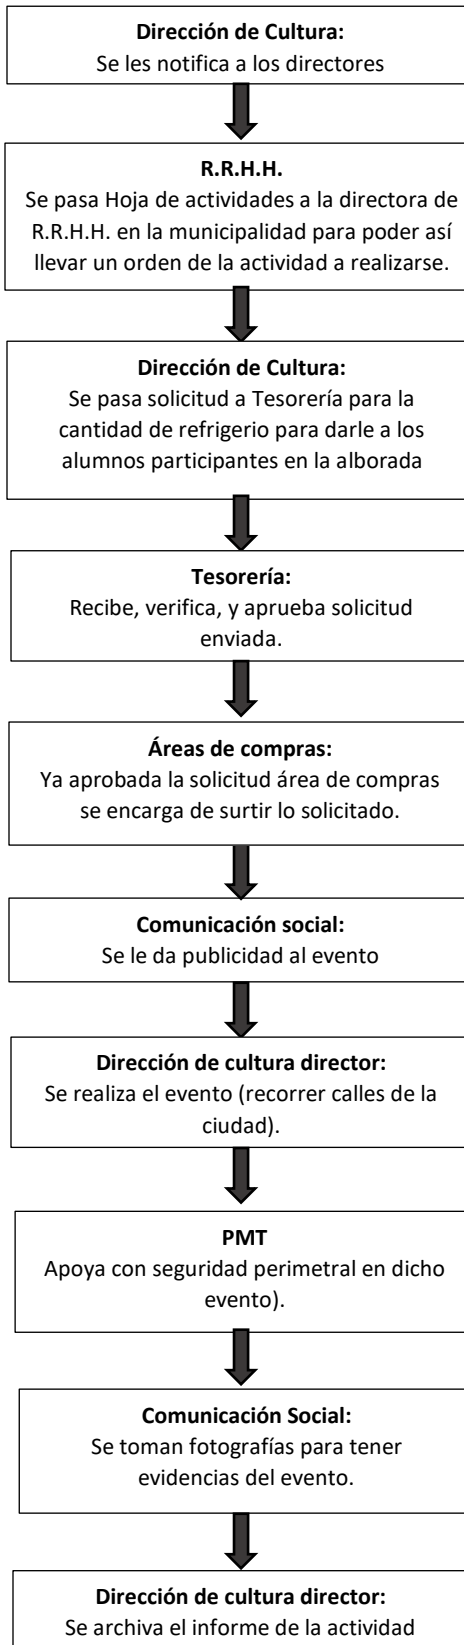 Dirección de Cultura:
Se les notifica a los directores
R.R.H.H.
Se pasa Hoja de actividades a la directora de
R.R.H.H. en la municipalidad para poder así
llevar un orden de la actividad a realizarse.
Dirección de Cultura:
Se pasa solicitud a Tesorería para la
cantidad de refrigerio para darle a los
alumnos participantes en la alborada
Tesorería:
Recibe, verifica, y aprueba solicitud
enviada.
Áreas de compras:
Ya aprobada la solicitud área de compras
se encarga de surtir lo solicitado.
Comunicación social:
Se le da publicidad al evento
Dirección de cultura director:
Se realiza el evento (recorrer calles de la
ciudad).
PMT
Apoya con seguridad perimetral en dicho
evento).
Comunicación Social:
Se toman fotografías para tener
evidencias del evento.
Dirección de cultura director:
Se archiva el informe de la actividad